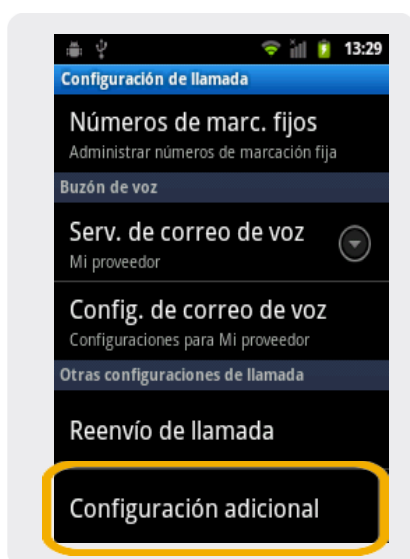 13:29
Configuración de llamada
Números de marc. fijos
Administrar números de marcación fija
Buzón de voz
Serv. de correo de voz
Mi proveedor
Config. de correo de voz
Configuraciones para Mi proveedor
Otras configuraciones de llamada
Reenvío de llamada
Configuración adicional